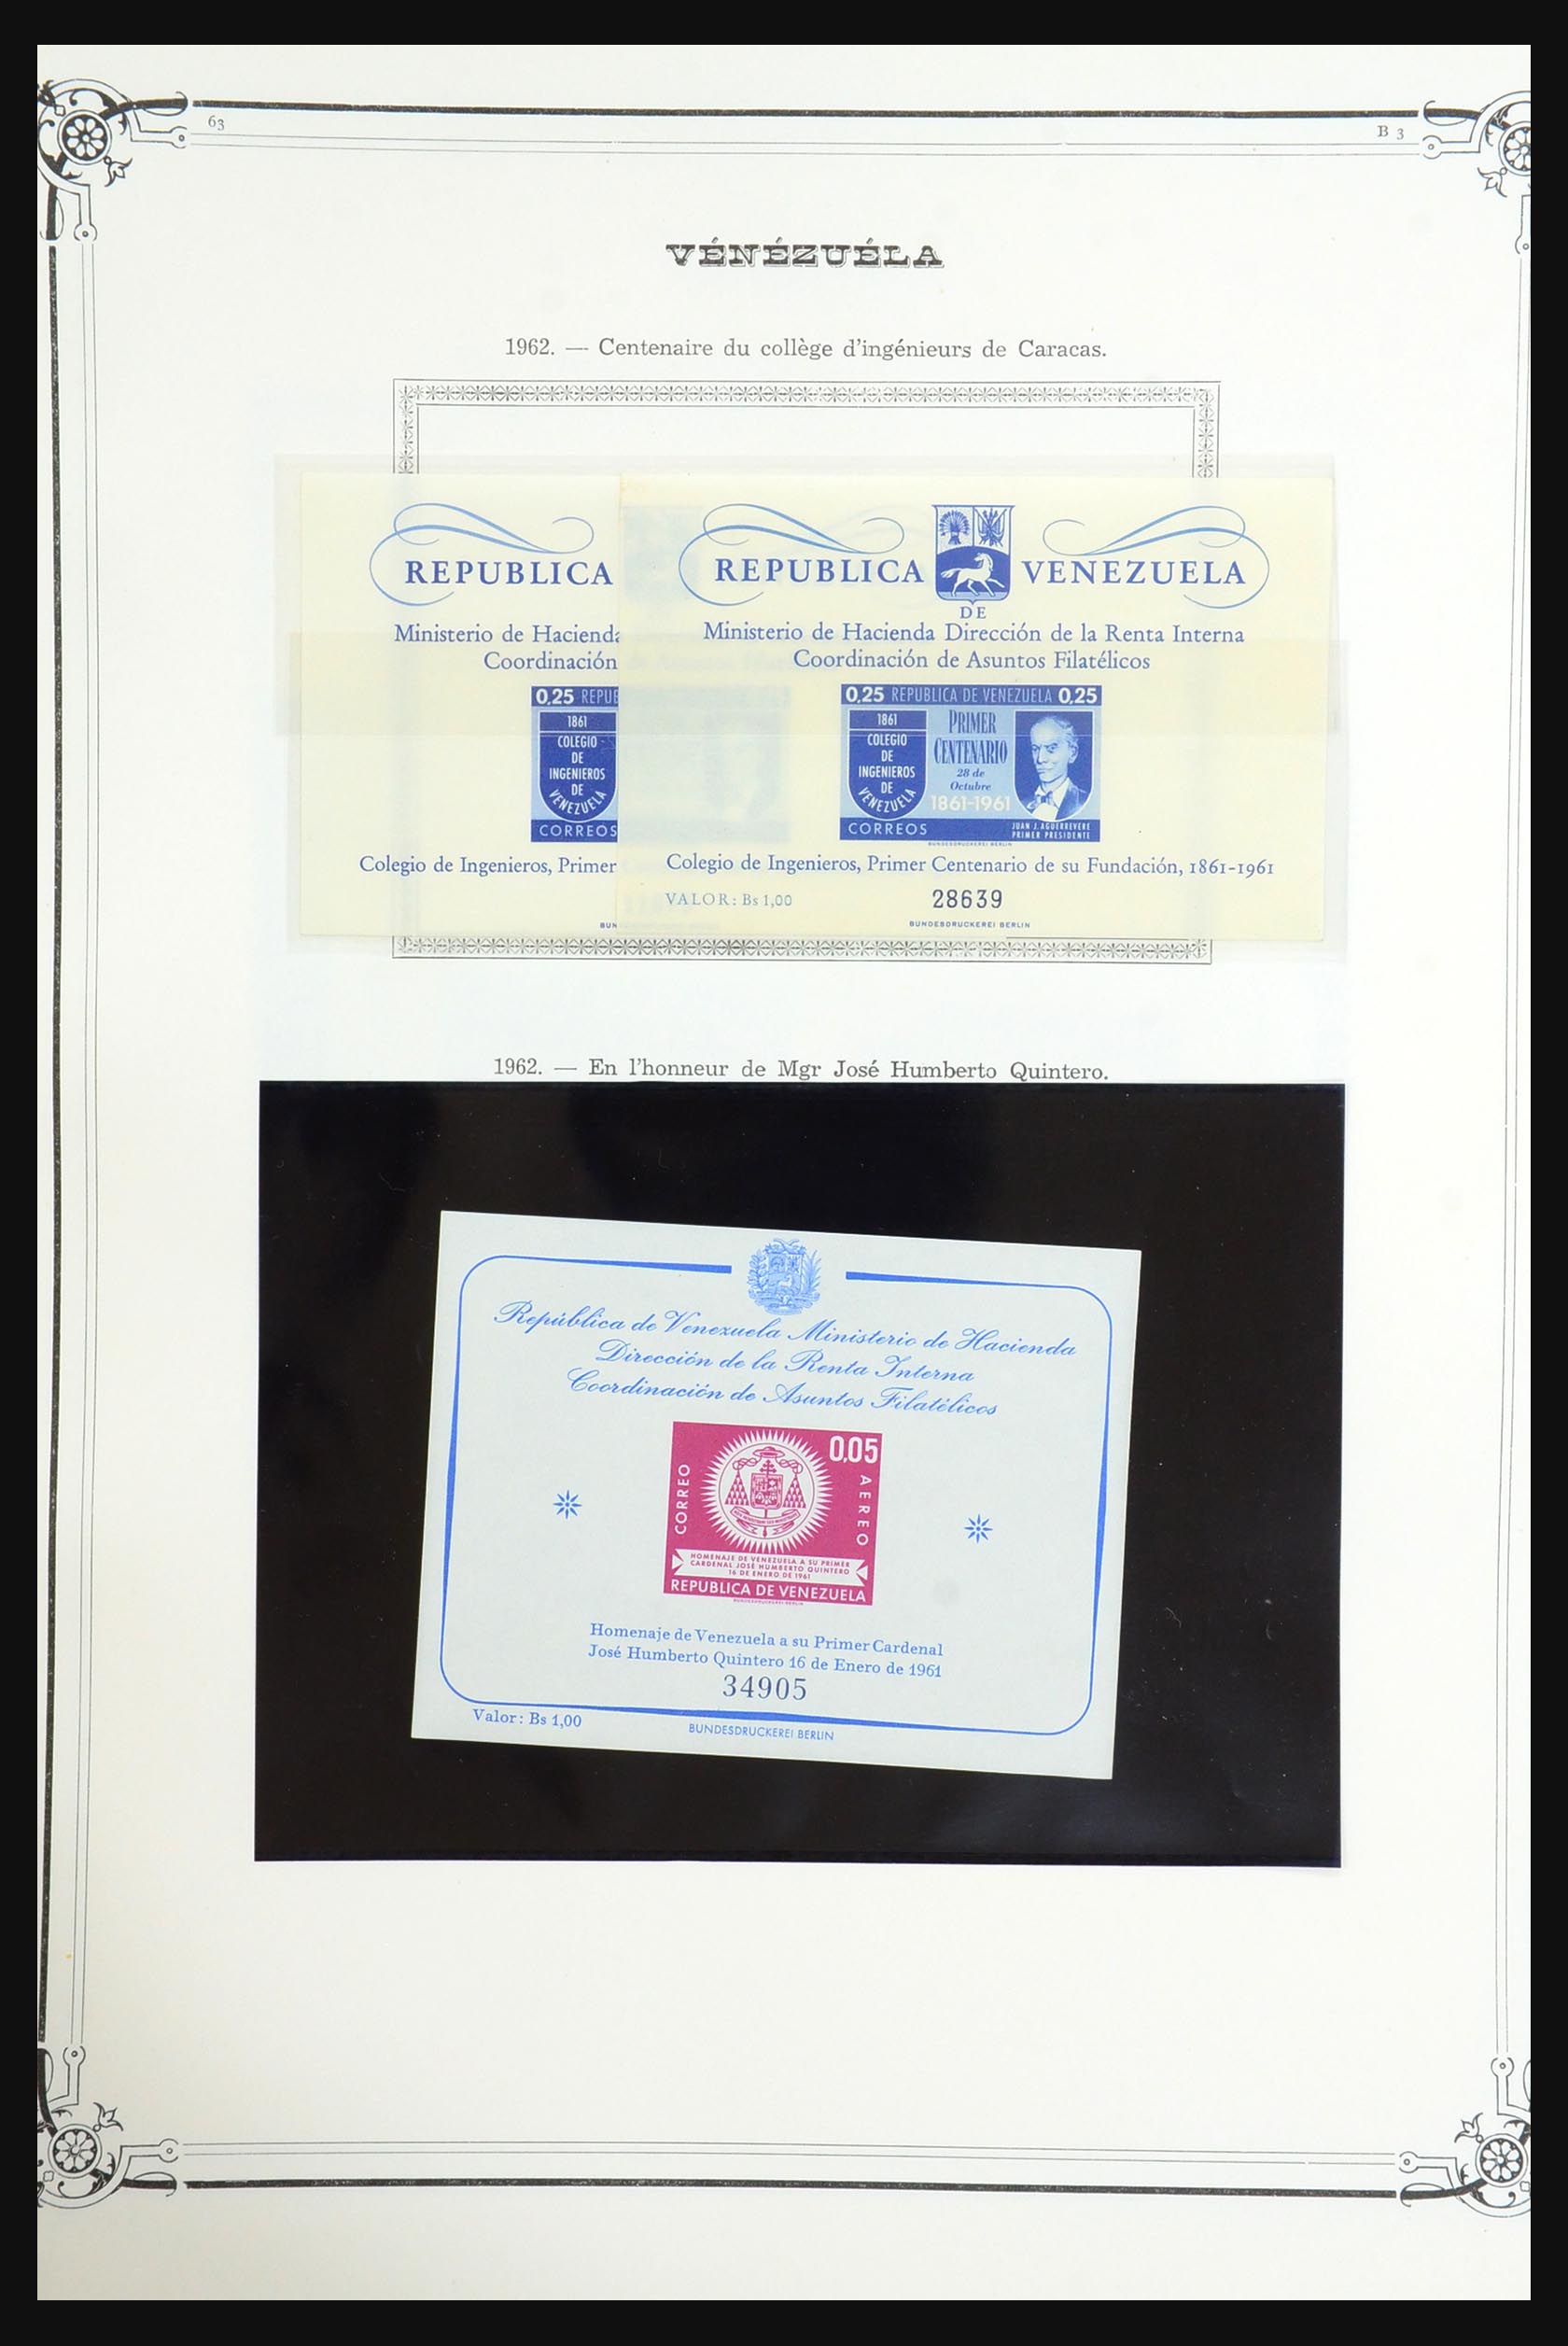 63
B 3
VÉNÉZUÉLA
1962. — Centenaire du collège d'ingénieurs de Caracas.
REPUBLICA
Ministerio de Hacienda
Coordinación
0,25 REPUB
1861
COLEGIO
DE
INGENIEROS
DE
VENEZUELA
CORREOS
Colegio de Ingenieros, Primer
BUN
REPUBLICA DE VENEZUELA
Ministerio de Hacienda Dirección de la Renta Interna
Coordinación de Asuntos Filatélicos
0,25 REPUBLICA DE VENEZUELA 0,25
1861
COLEGIO
DE
INGENIEROS
DE
VENEZUELA
PRIMER
CENTENARIO
28 de
Octubre
1861-1961
CORREOS
JUAN J. AGUERREVERE
PRIMER PRESIDENTE
BUNDESDRUCKEREI BERLIN
Colegio de Ingenieros, Primer Centenario de su Fundación, 1861-1961
VALOR: Bs 1,00
28639
BUNDESDRUCKEREI BERLIN
1962. — En l'honneur de Mgr José Humberto Quintero.
República de Venezuela Ministerio de Hacienda
Dirección de la Renta Interna
Coordinación de Asuntos Filatélicos
0,05
CORREO
AEREO
HOMENAJE DE VENEZUELA A SU PRIMER
CARDENAL JOSÉ HUMBERTO QUINTERO
16 DE ENERO DE 1961
REPUBLICA DE VENEZUELA
BUNDESDRUCKEREI BERLIN
Homenaje de Venezuela a su Primer Cardenal
José Humberto Quintero 16 de Enero de 1961
34905
Valor: Bs 1,00
BUNDESDRUCKEREI BERLIN